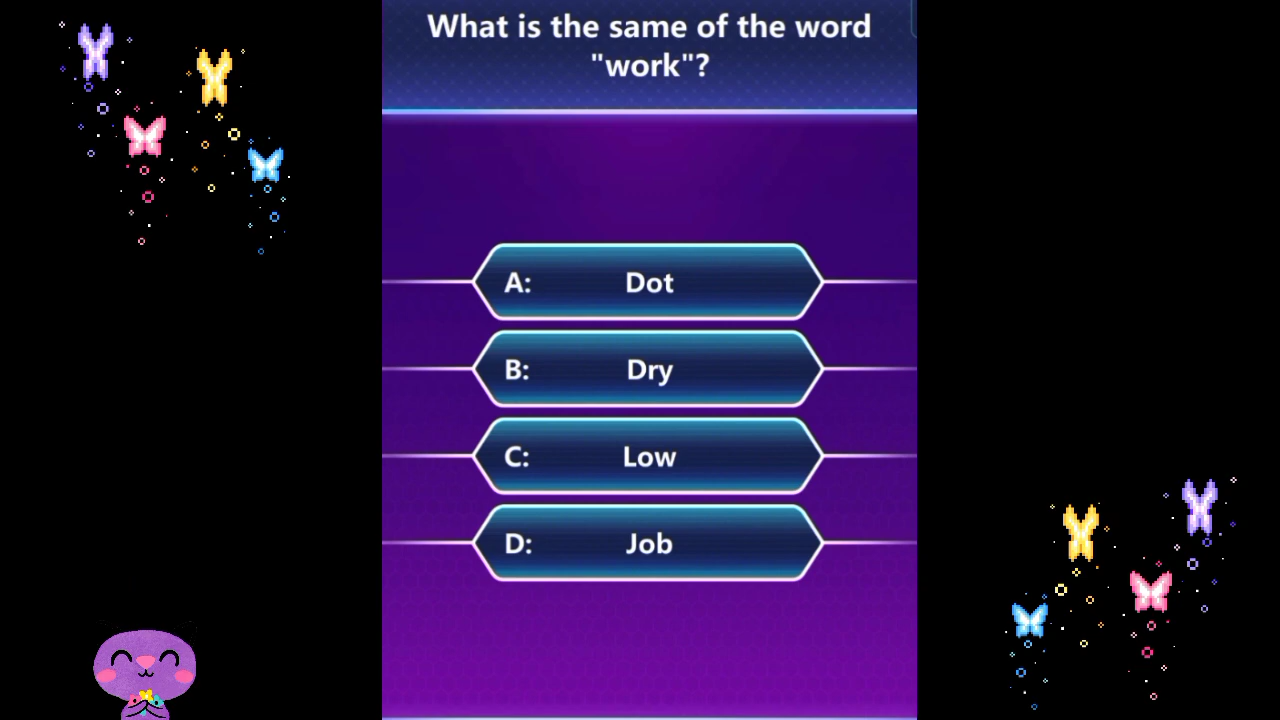 What is the same of the word
"work"?
A: Dot
B: Dry
C: Low
D: Job